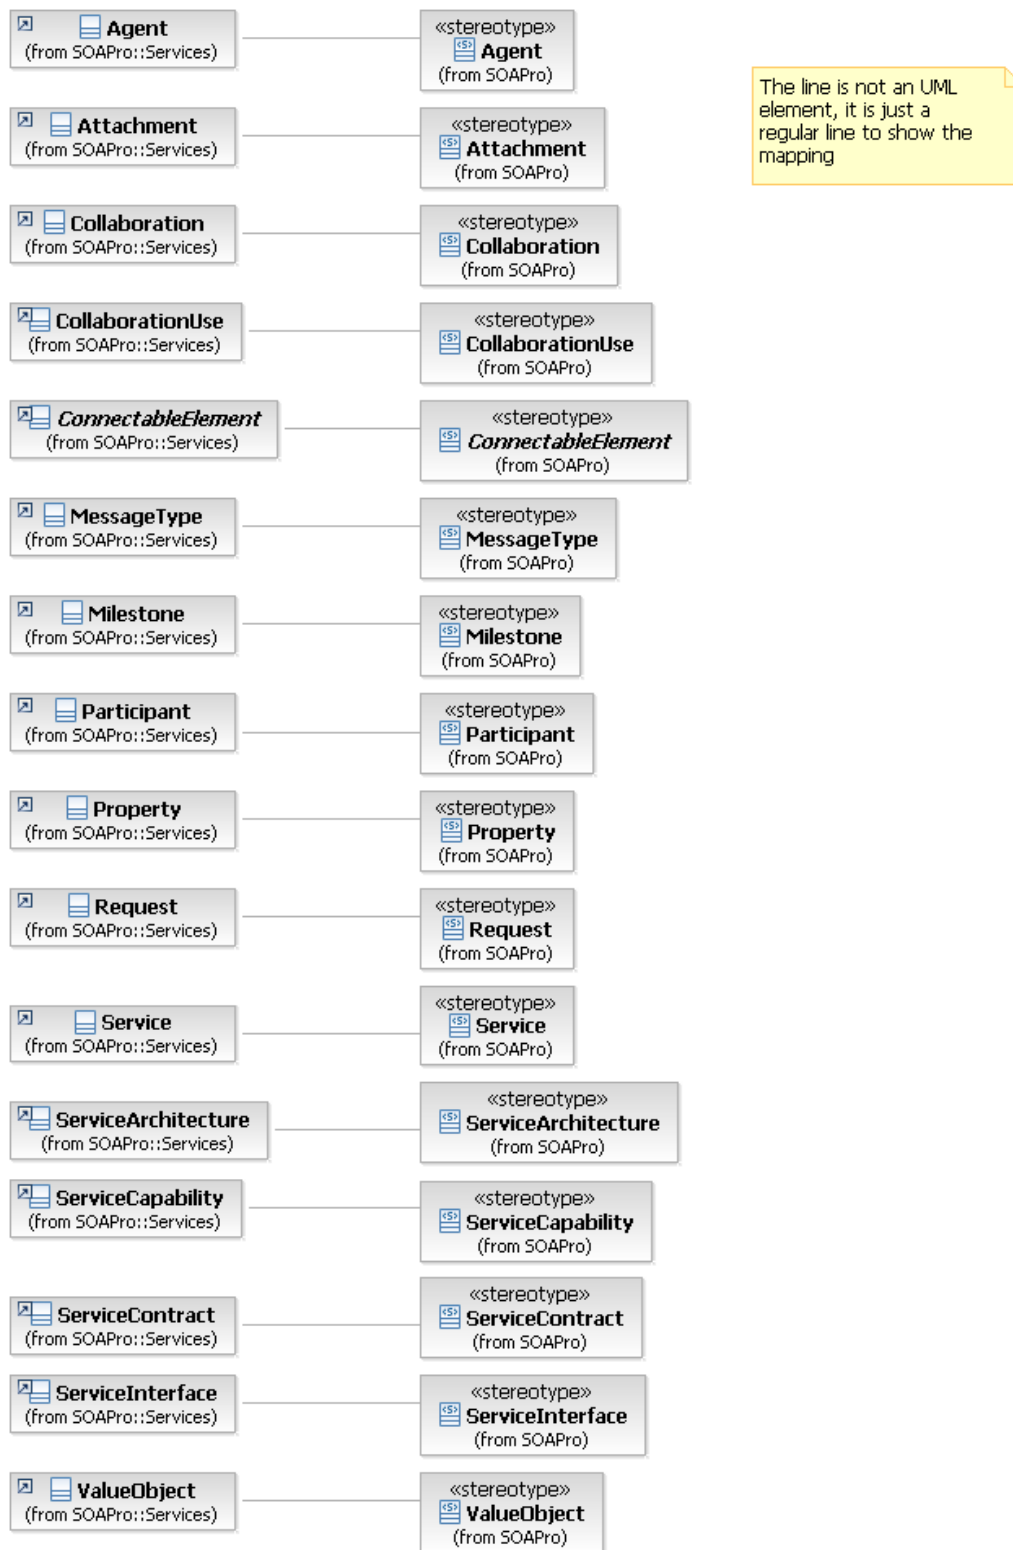 Agent
(from SOAPro::Services)
«stereotype»
Agent
(from SOAPro)
The line is not an UML
element, it is just a
regular line to show the
mapping
Attachment
(from SOAPro::Services)
«stereotype»
Attachment
(from SOAPro)
Collaboration
(from SOAPro::Services)
«stereotype»
Collaboration
(from SOAPro)
CollaborationUse
(from SOAPro::Services)
«stereotype»
CollaborationUse
(from SOAPro)
ConnectableElement
(from SOAPro::Services)
«stereotype»
ConnectableElement
(from SOAPro)
MessageType
(from SOAPro::Services)
«stereotype»
MessageType
(from SOAPro)
Milestone
(from SOAPro::Services)
«stereotype»
Milestone
(from SOAPro)
Participant
(from SOAPro::Services)
«stereotype»
Participant
(from SOAPro)
Property
(from SOAPro::Services)
«stereotype»
Property
(from SOAPro)
Request
(from SOAPro::Services)
«stereotype»
Request
(from SOAPro)
Service
(from SOAPro::Services)
«stereotype»
Service
(from SOAPro)
ServiceArchitecture
(from SOAPro::Services)
«stereotype»
ServiceArchitecture
(from SOAPro)
ServiceCapability
(from SOAPro::Services)
«stereotype»
ServiceCapability
(from SOAPro)
ServiceContract
(from SOAPro::Services)
«stereotype»
ServiceContract
(from SOAPro)
ServiceInterface
(from SOAPro::Services)
«stereotype»
ServiceInterface
(from SOAPro)
ValueObject
(from SOAPro::Services)
«stereotype»
ValueObject
(from SOAPro)